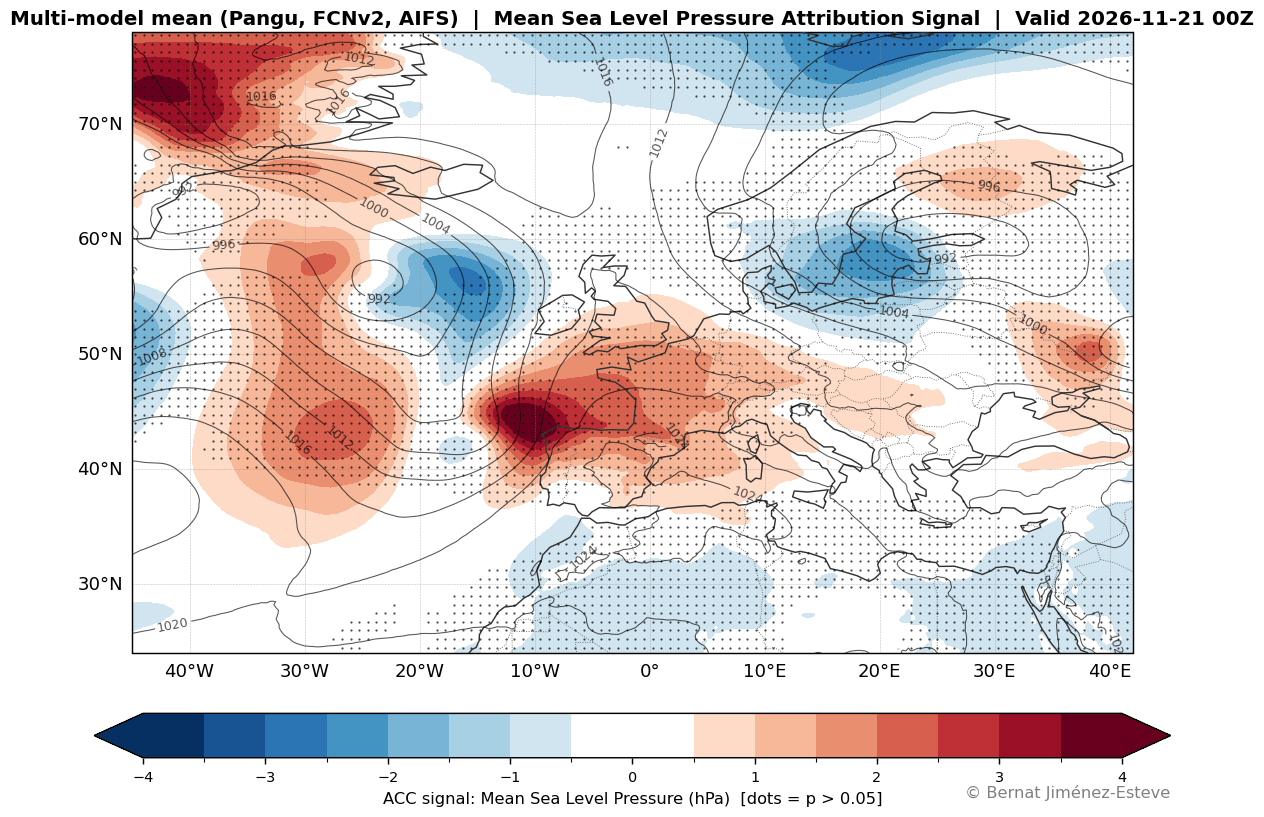 Multi-model mean (Pangu, FCNv2, AIFS)  |  Mean Sea Level Pressure Attribution Signal  |  Valid 2026-11-21 00Z
1012
1016
1016
1016
1012
70°N
992
996
1000
1004
60°N
996
992
992
1004
1000
50°N
1008
1012
1016
40°N
1024
1024
30°N
1020
40°W 30°W 20°W 10°W 0° 10°E 20°E 30°E 40°E
−4 −3 −2 −1 0 1 2 3 4
ACC signal: Mean Sea Level Pressure (hPa)  [dots = p > 0.05]
© Bernat Jiménez-Esteve